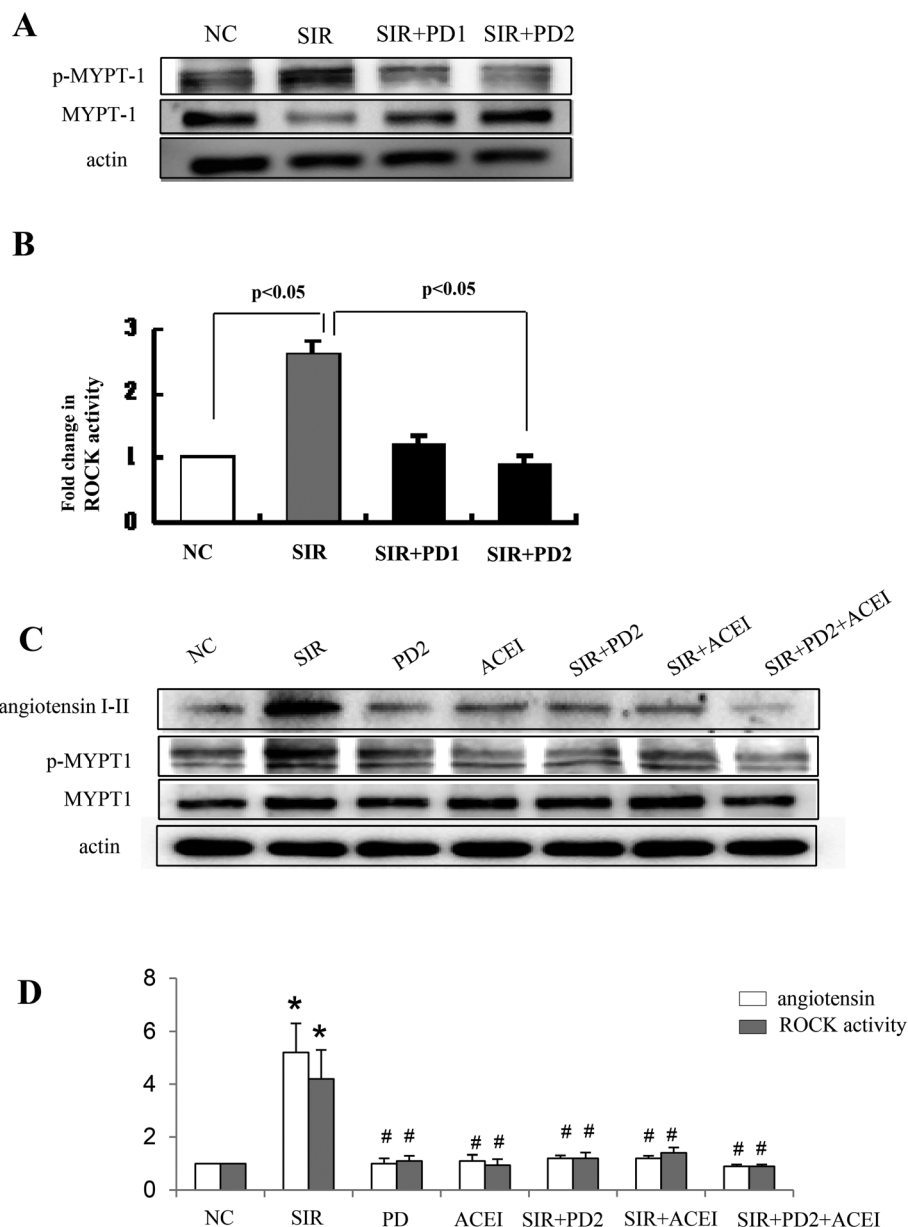 A
NC SIR SIR+PD1 SIR+PD2
p-MYPT-1
MYPT-1
actin
B
p<0.05 p<0.05
Fold change in
ROCK activity
3
2
1
0
NC SIR SIR+PD1 SIR+PD2
C
NC SIR PD2 ACEI SIR+PD2 SIR+ACEI SIR+PD2+ACEI
angiotensin I-II
p-MYPT1
MYPT1
actin
D
8
6
4
2
0
* *
# # # # # # # # # #
angiotensin
ROCK activity
NC SIR PD ACEI SIR+PD2 SIR+ACEI SIR+PD2+ACEI